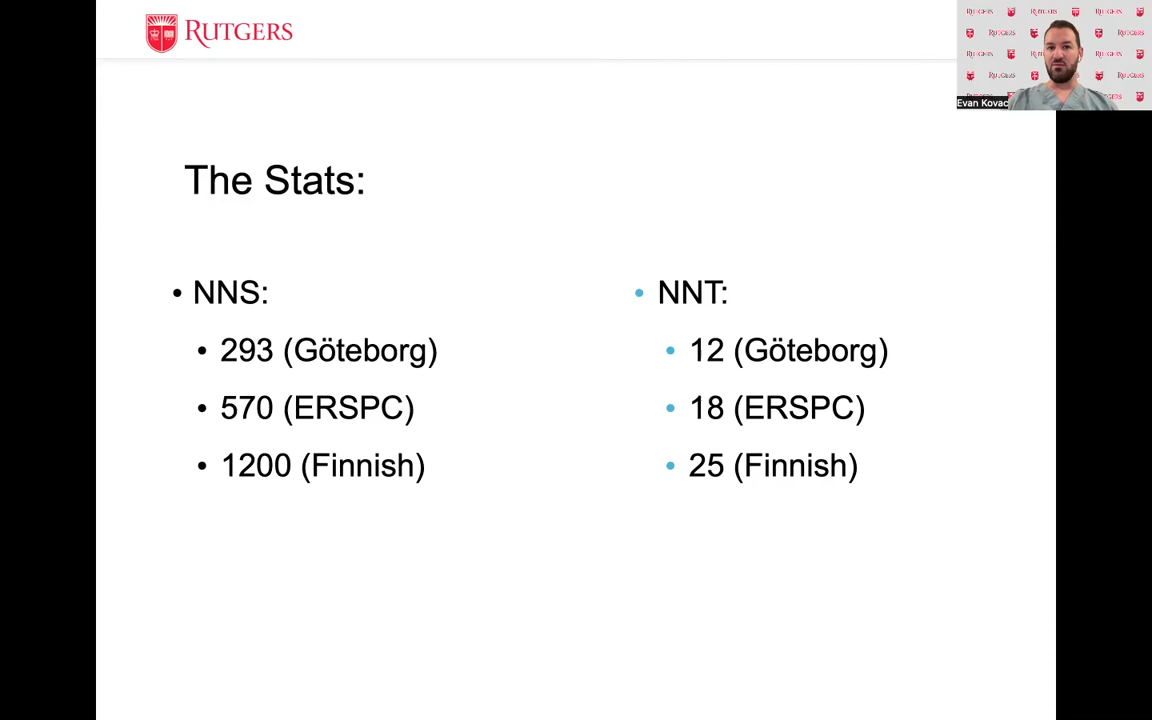 RUTGERS
Evan Kovac
The Stats:
• NNS:
• 293 (Göteborg)
• 570 (ERSPC)
• 1200 (Finnish)
• NNT:
• 12 (Göteborg)
• 18 (ERSPC)
• 25 (Finnish)